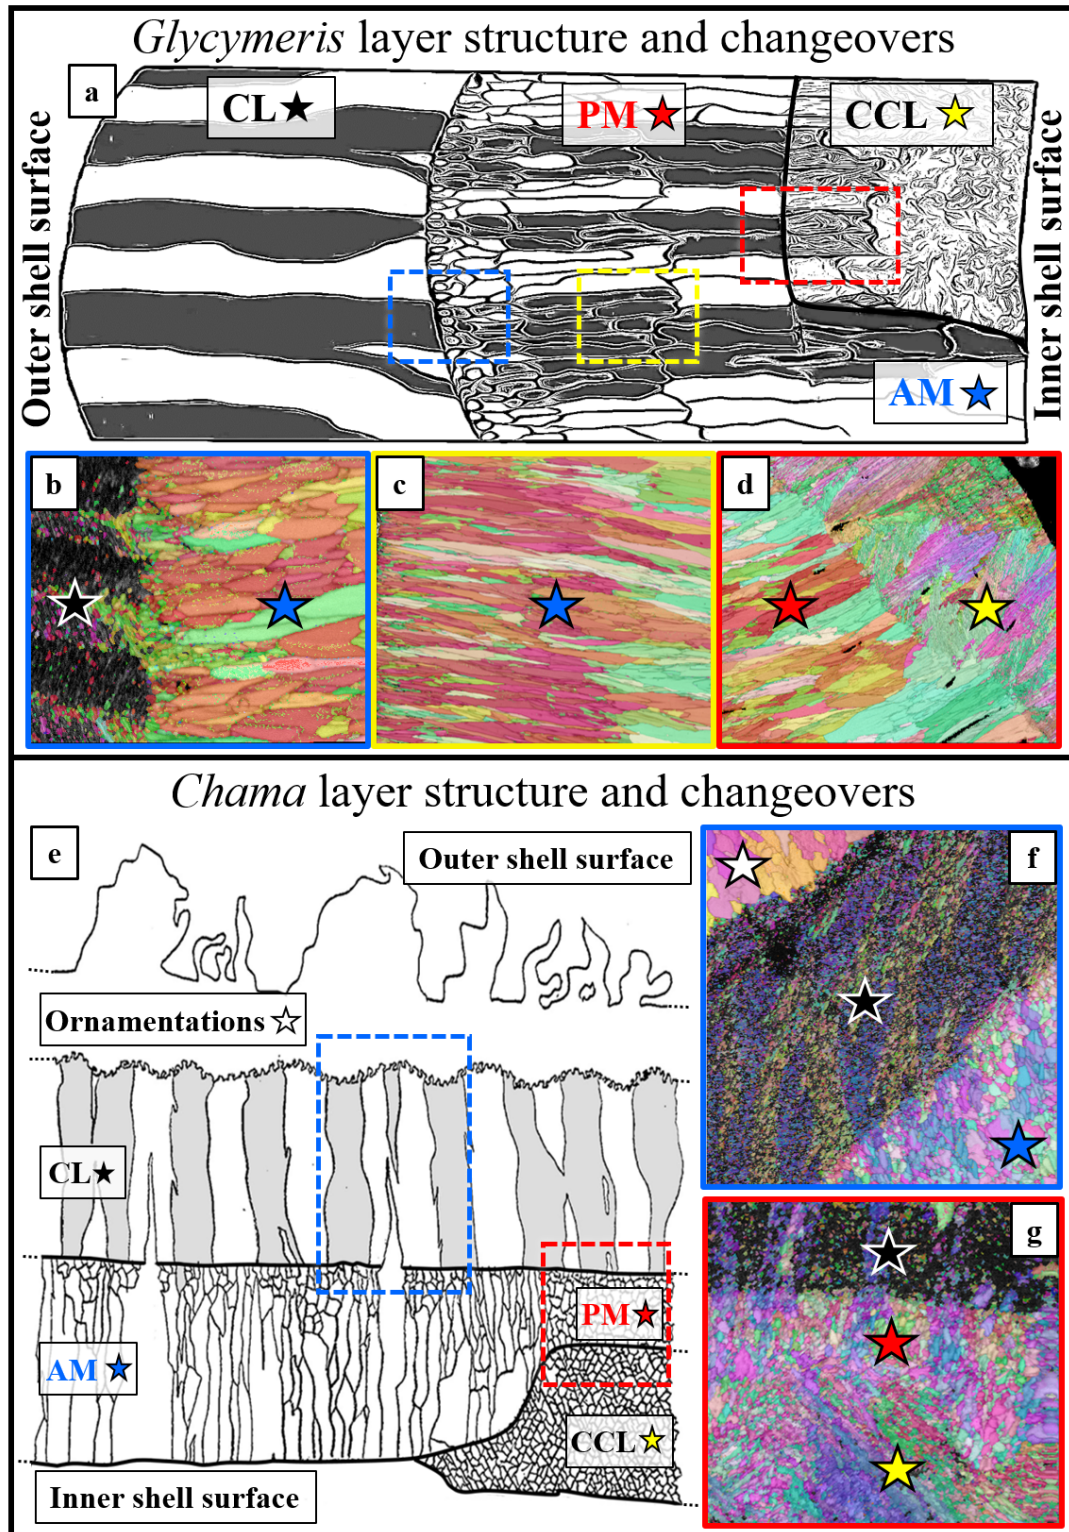 Glycymeris layer structure and changeovers
a
CL
PM
CCL
AM
Outer shell surface
Inner shell surface
b
c
d
Chama layer structure and changeovers
e
Outer shell surface
f
Ornamentations
CL
PM
AM
CCL
Inner shell surface
g